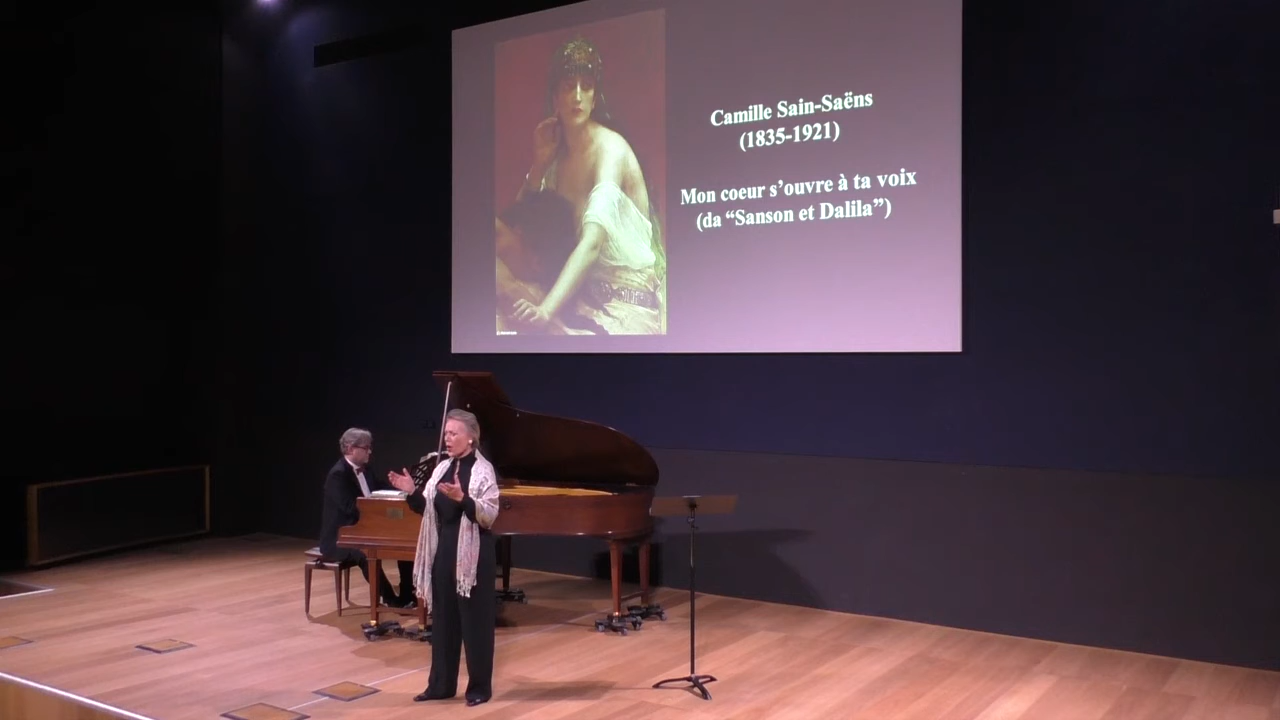 Camille Sain-Saëns
(1835-1921)
Mon coeur s’ouvre à ta voix
(da “Sanson et Dalila”)